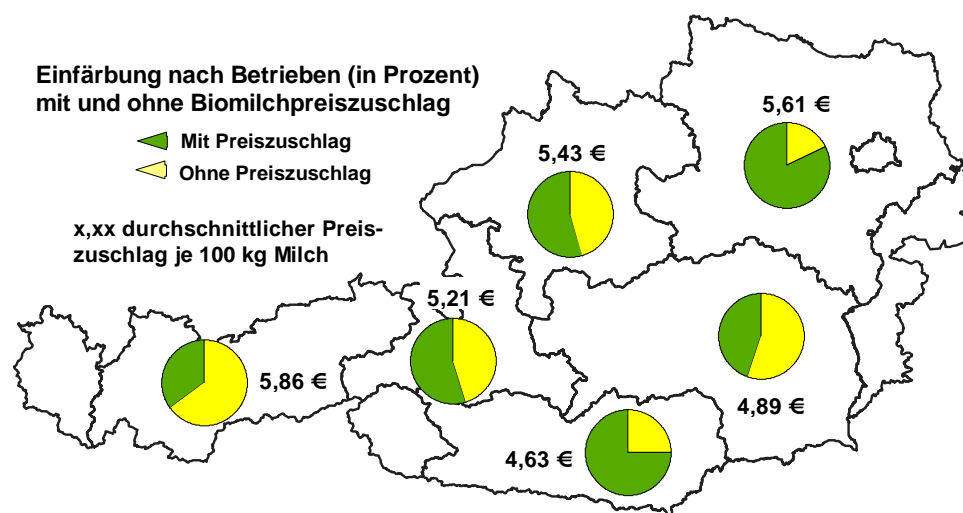 Einfärbung nach Betrieben (in Prozent)
mit und ohne Biomilchpreiszuschlag
Mit Preiszuschlag
Ohne Preiszuschlag
x,xx durchschnittlicher Preis-
zuschlag je 100 kg Milch
5,61 €
5,43 €
5,21 €
5,86 €
4,89 €
4,63 €